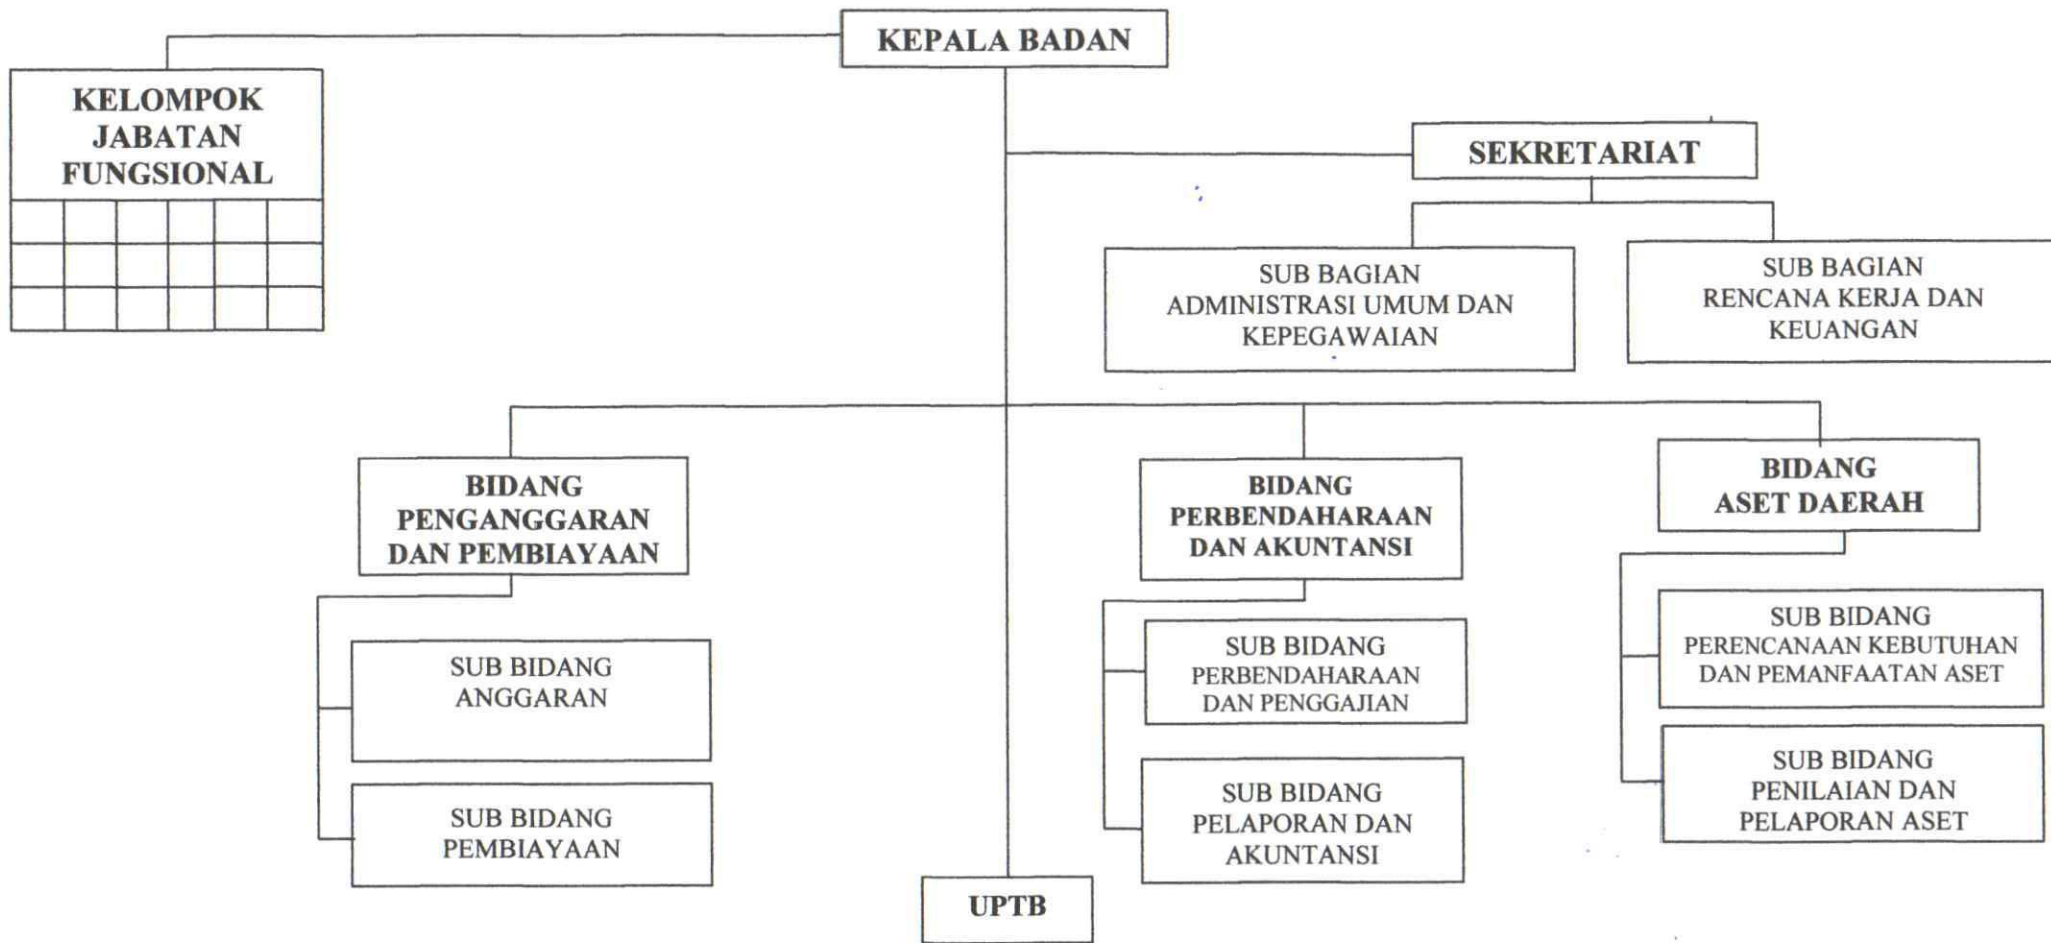 KEPALA BADAN
KELOMPOK
JABATAN
FUNGSIONAL
SEKRETARIAT
SUB BAGIAN
ADMINISTRASI UMUM DAN
KEPEGAWAIAN
SUB BAGIAN
RENCANA KERJA DAN
KEUANGAN
BIDANG
PENGANGGARAN
DAN PEMBIAYAAN
BIDANG
PERBENDAHARAAN
DAN AKUNTANSI
BIDANG
ASET DAERAH
SUB BIDANG
ANGGARAN
SUB BIDANG
PEMBIAYAAN
SUB BIDANG
PERBENDAHARAAN
DAN PENGGAJIAN
SUB BIDANG
PELAPORAN DAN
AKUNTANSI
SUB BIDANG
PERENCANAAN KEBUTUHAN
DAN PEMANFAATAN ASET
SUB BIDANG
PENILAIAN DAN
PELAPORAN ASET
UPTB